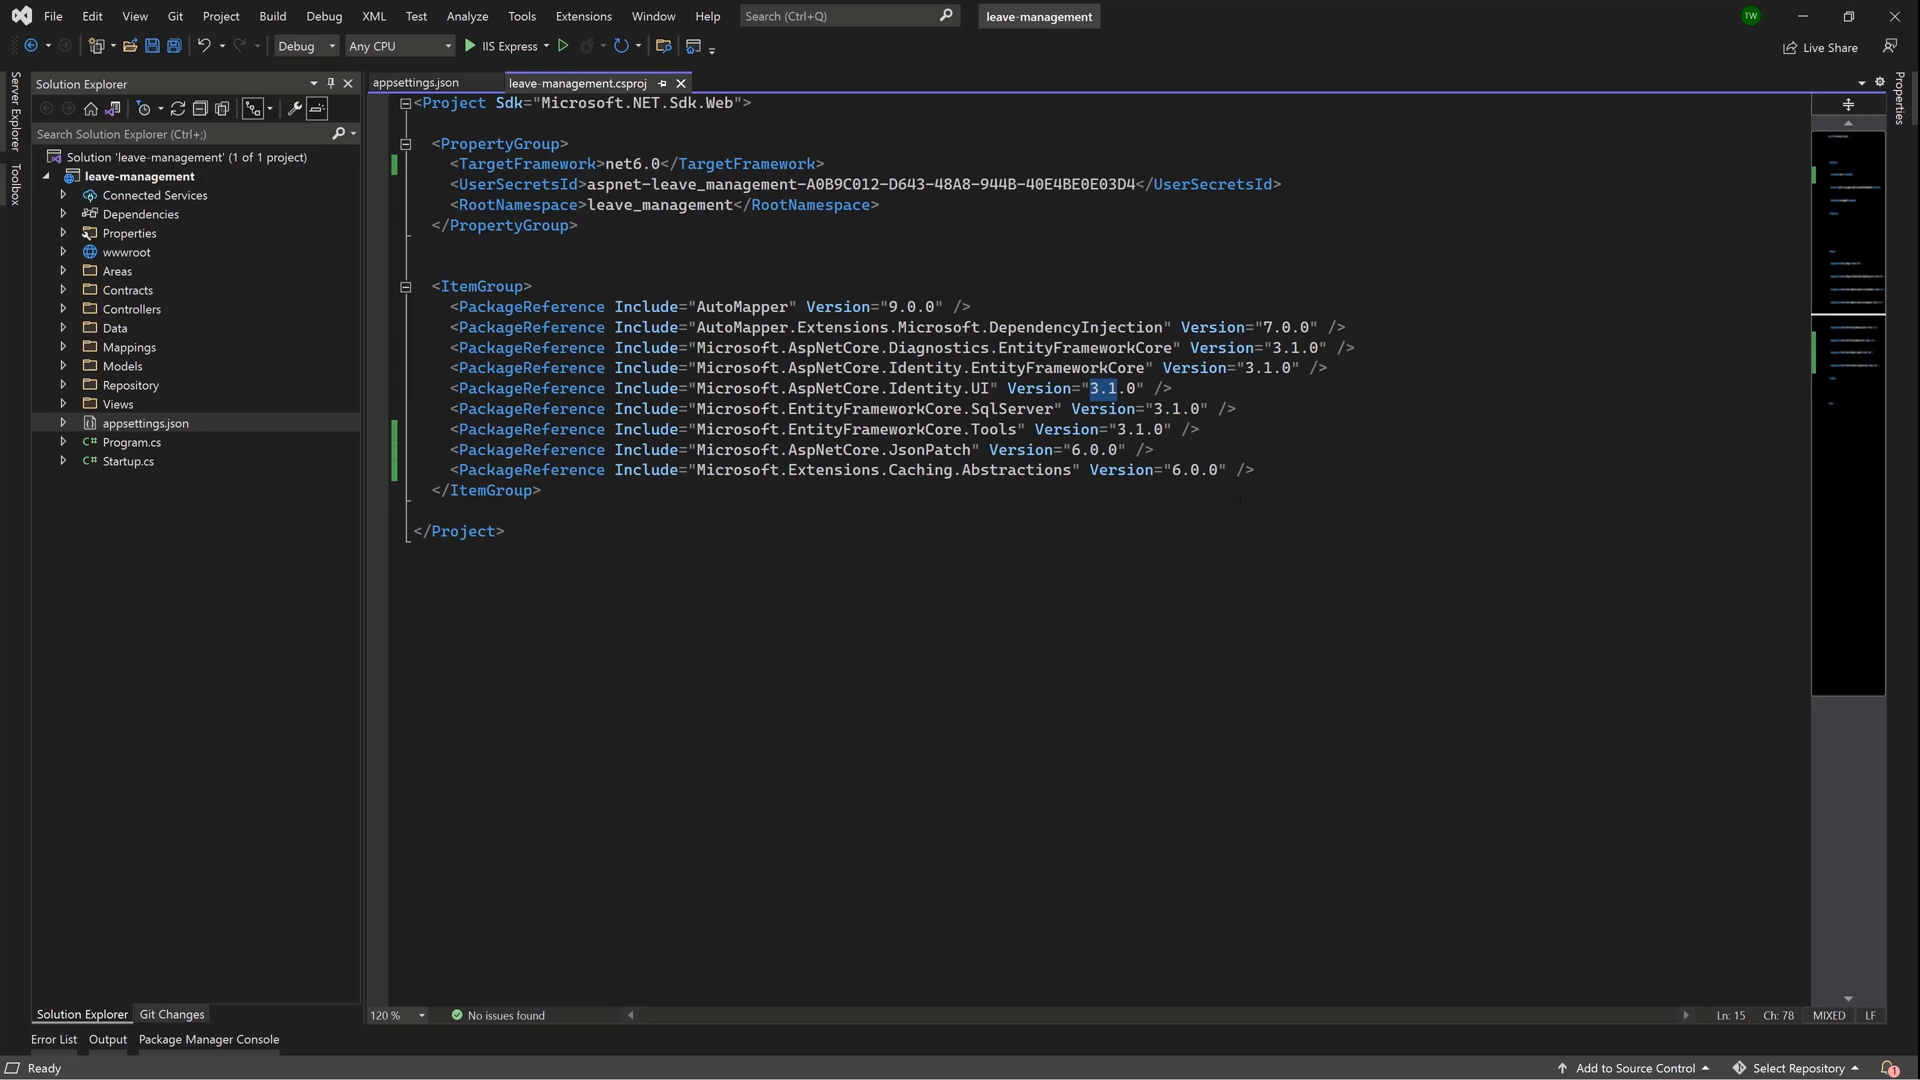 File Edit View Git Project Build Debug XML Test Analyze Tools Extensions Window Help Search (Ctrl+Q) leave-management TW
Debug Any CPU IIS Express Live Share
Server Explorer
Toolbox
Solution Explorer
Search Solution Explorer (Ctrl+;)
Solution 'leave-management' (1 of 1 project)
leave-management
Connected Services
Dependencies
Properties
wwwroot
Areas
Contracts
Controllers
Data
Mappings
Models
Repository
Views
appsettings.json
C# Program.cs
C# Startup.cs
Solution Explorer Git Changes
appsettings.json leave-management.csproj
<Project Sdk="Microsoft.NET.Sdk.Web">
<PropertyGroup>
<TargetFramework>net6.0</TargetFramework>
<UserSecretsId>aspnet-leave_management-A0B9C012-D643-48A8-944B-40E4BE0E03D4</UserSecretsId>
<RootNamespace>leave_management</RootNamespace>
</PropertyGroup>
<ItemGroup>
<PackageReference Include="AutoMapper" Version="9.0.0" />
<PackageReference Include="AutoMapper.Extensions.Microsoft.DependencyInjection" Version="7.0.0" />
<PackageReference Include="Microsoft.AspNetCore.Diagnostics.EntityFrameworkCore" Version="3.1.0" />
<PackageReference Include="Microsoft.AspNetCore.Identity.EntityFrameworkCore" Version="3.1.0" />
<PackageReference Include="Microsoft.AspNetCore.Identity.UI" Version="3.1.0" />
<PackageReference Include="Microsoft.EntityFrameworkCore.SqlServer" Version="3.1.0" />
<PackageReference Include="Microsoft.EntityFrameworkCore.Tools" Version="3.1.0" />
<PackageReference Include="Microsoft.AspNetCore.JsonPatch" Version="6.0.0" />
<PackageReference Include="Microsoft.Extensions.Caching.Abstractions" Version="6.0.0" />
</ItemGroup>
</Project>
Properties
120 % No issues found Ln: 15 Ch: 78 MIXED LF
Error List Output Package Manager Console
Ready Add to Source Control Select Repository 1